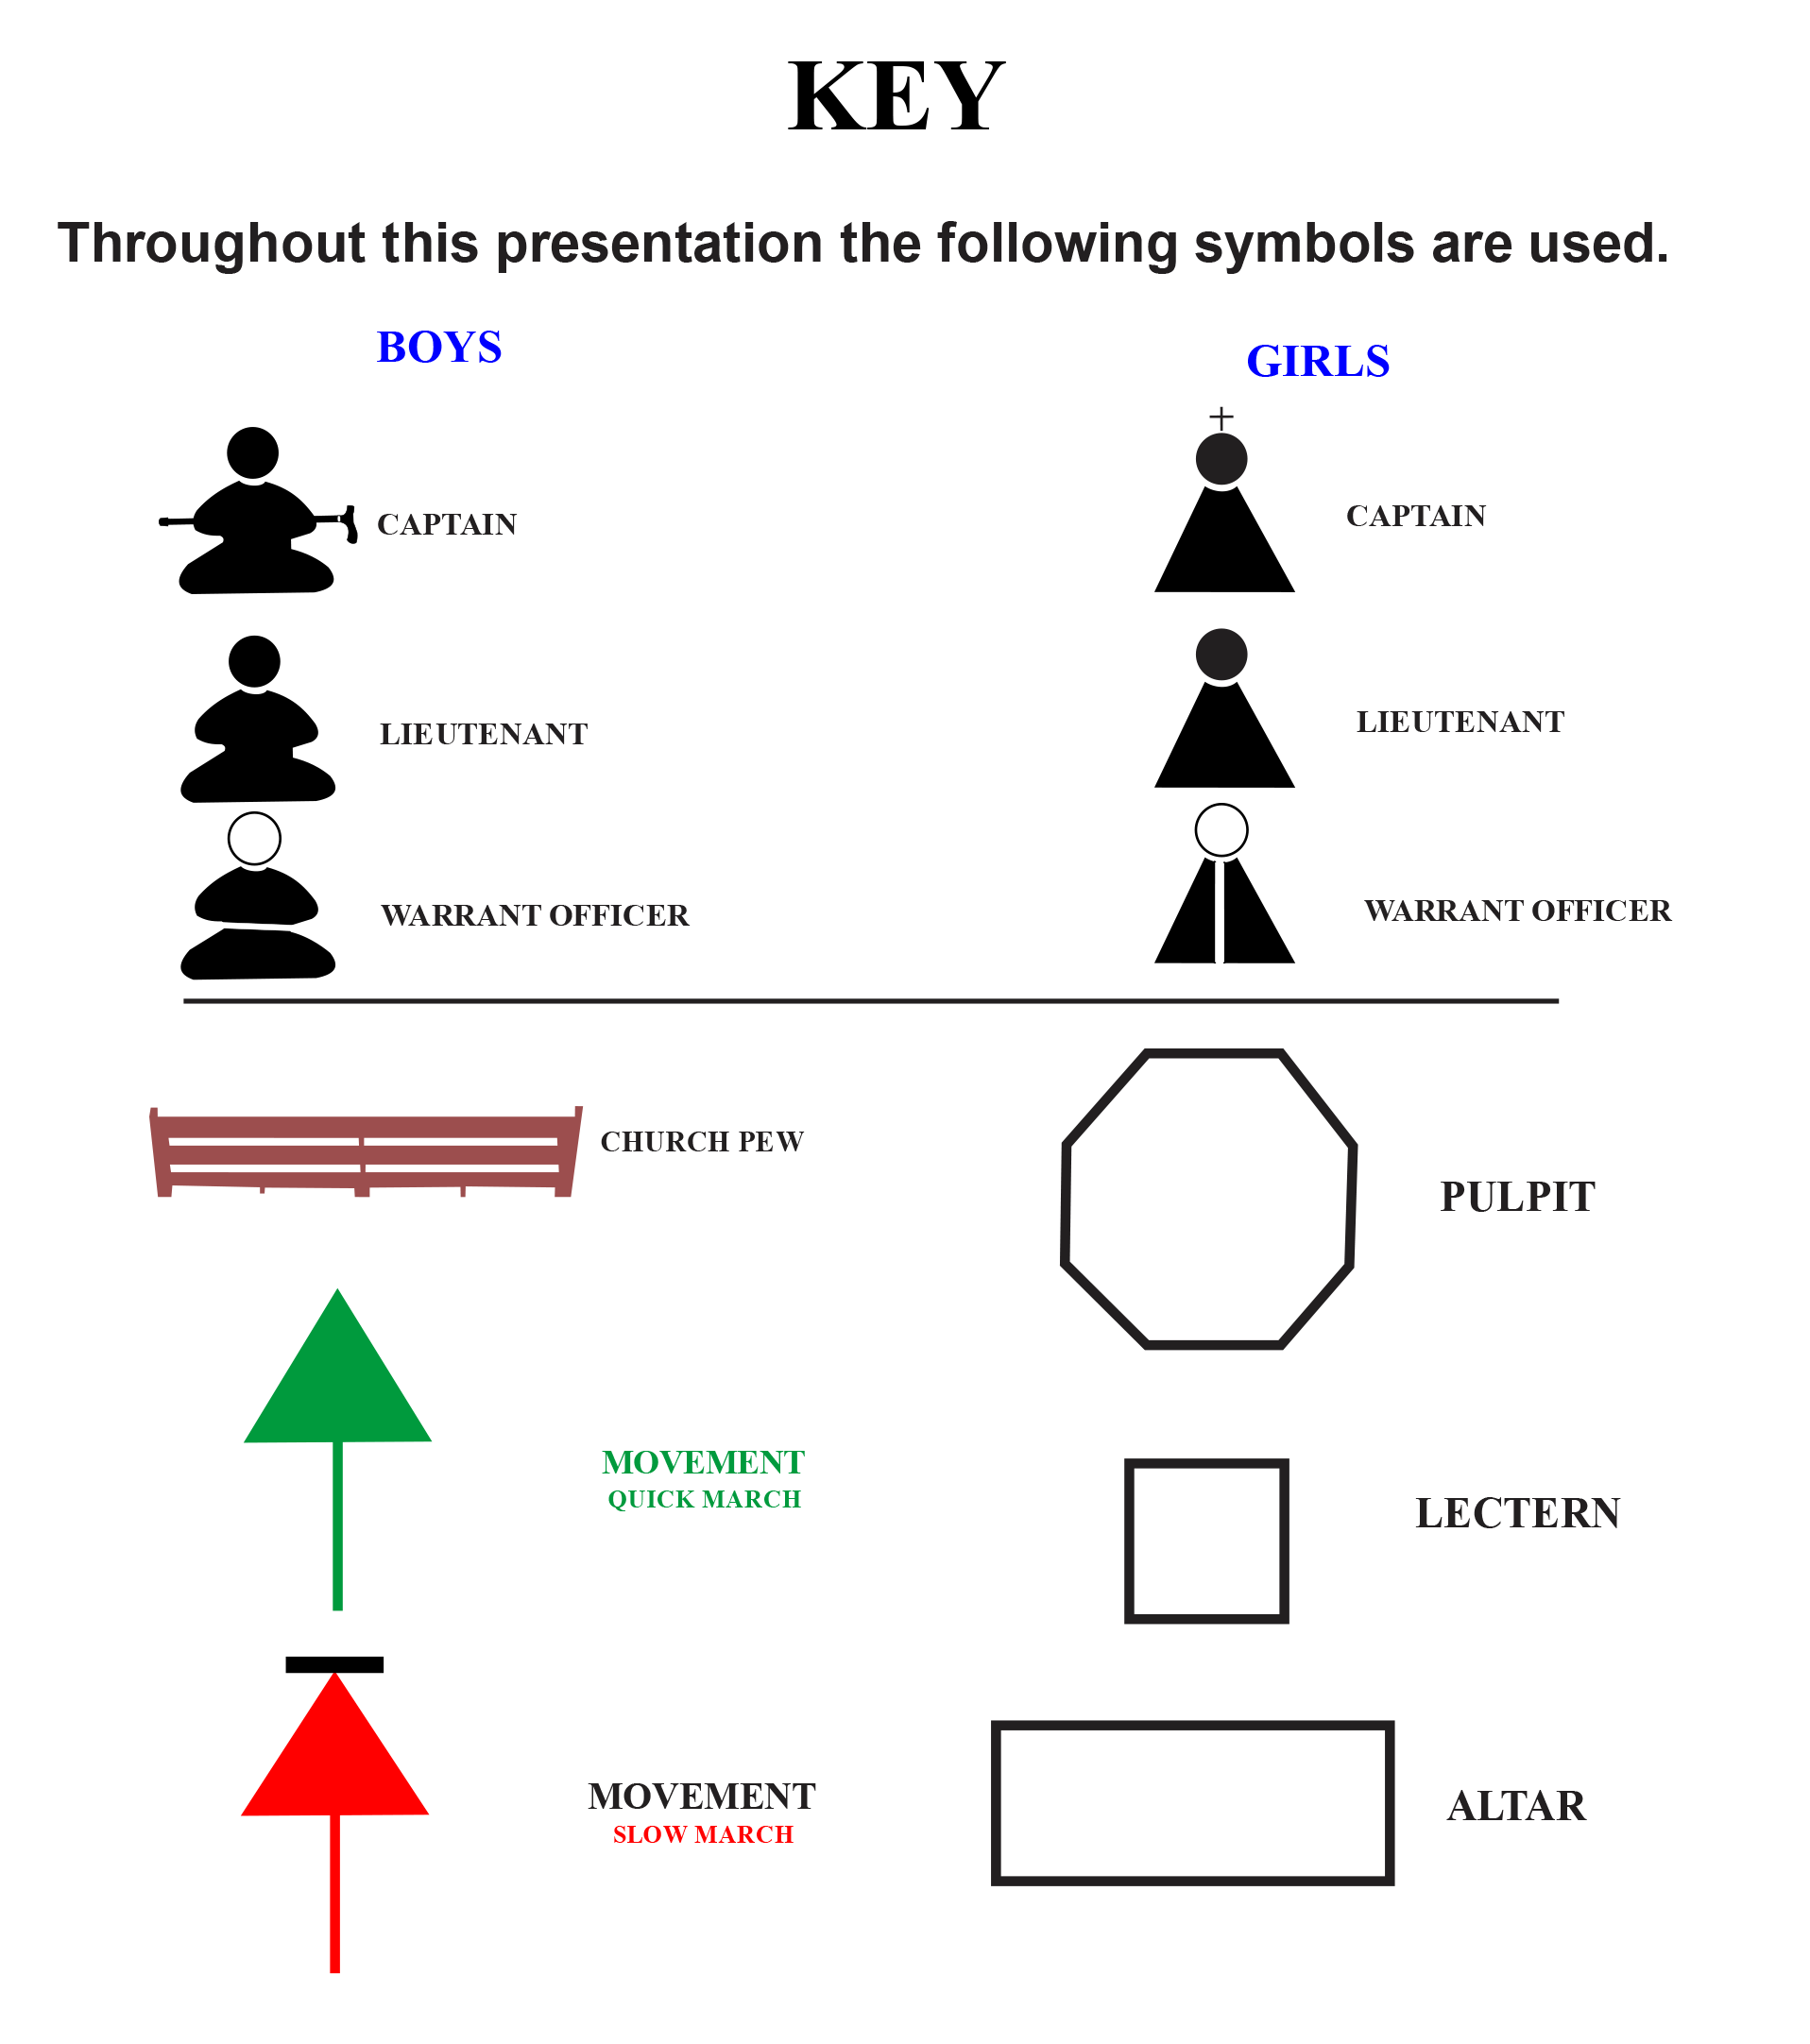 KEY
Throughout this presentation the following symbols are used.
BOYS
GIRLS
CAPTAIN
CAPTAIN
LIEUTENANT
LIEUTENANT
WARRANT OFFICER
WARRANT OFFICER
CHURCH PEW
PULPIT
MOVEMENT
QUICK MARCH
LECTERN
MOVEMENT
SLOW MARCH
ALTAR